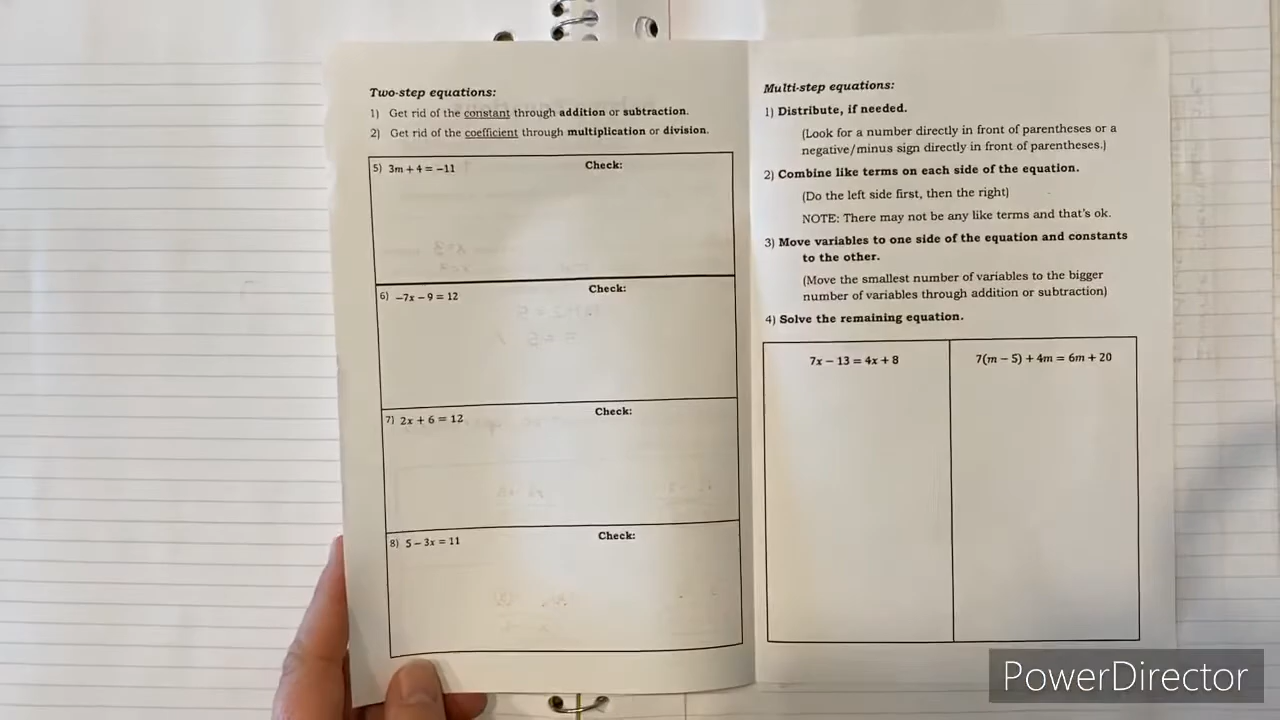 Two-step equations:
1) Get rid of the constant through addition or subtraction.
2) Get rid of the coefficient through multiplication or division.
5) 3m + 4 = −11
Check:
6) −7x − 9 = 12
Check:
7) 2x + 6 = 12
Check:
8) 5 − 3x = 11
Check:
Multi-step equations:
1) Distribute, if needed.
(Look for a number directly in front of parentheses or a
negative/minus sign directly in front of parentheses.)
2) Combine like terms on each side of the equation.
(Do the left side first, then the right)
NOTE: There may not be any like terms and that's ok.
3) Move variables to one side of the equation and constants
to the other.
(Move the smallest number of variables to the bigger
number of variables through addition or subtraction)
4) Solve the remaining equation.
7x − 13 = 4x + 8
7(m − 5) + 4m = 6m + 20
PowerDirector